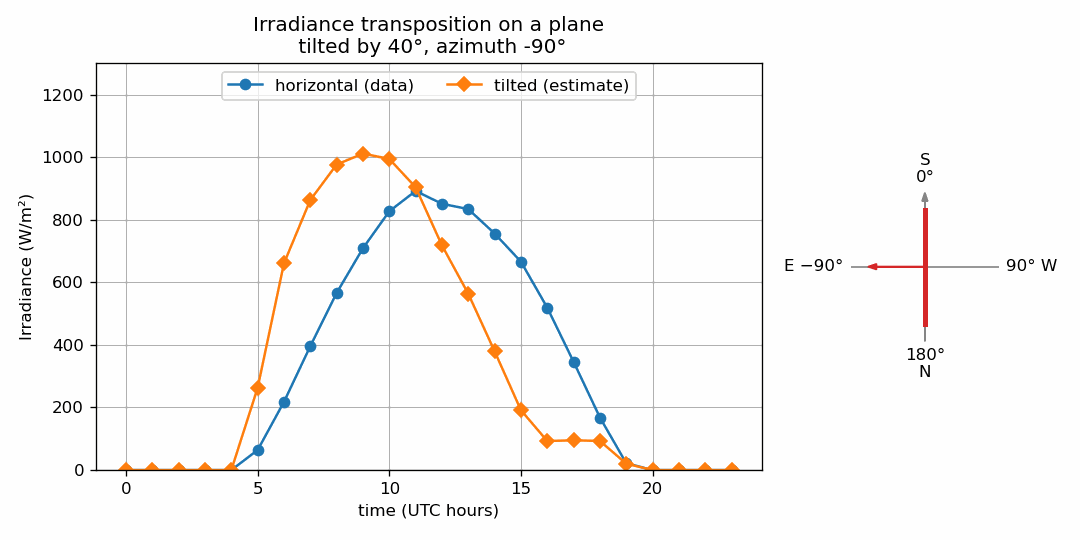 Irradiance transposition on a plane
tilted by 40°, azimuth -90°
horizontal (data)
tilted (estimate)
Irradiance (W/m²)
1200
1000
800
600
400
200
0
0
5
10
15
20
time (UTC hours)
S
0°
E −90°
90° W
180°
N